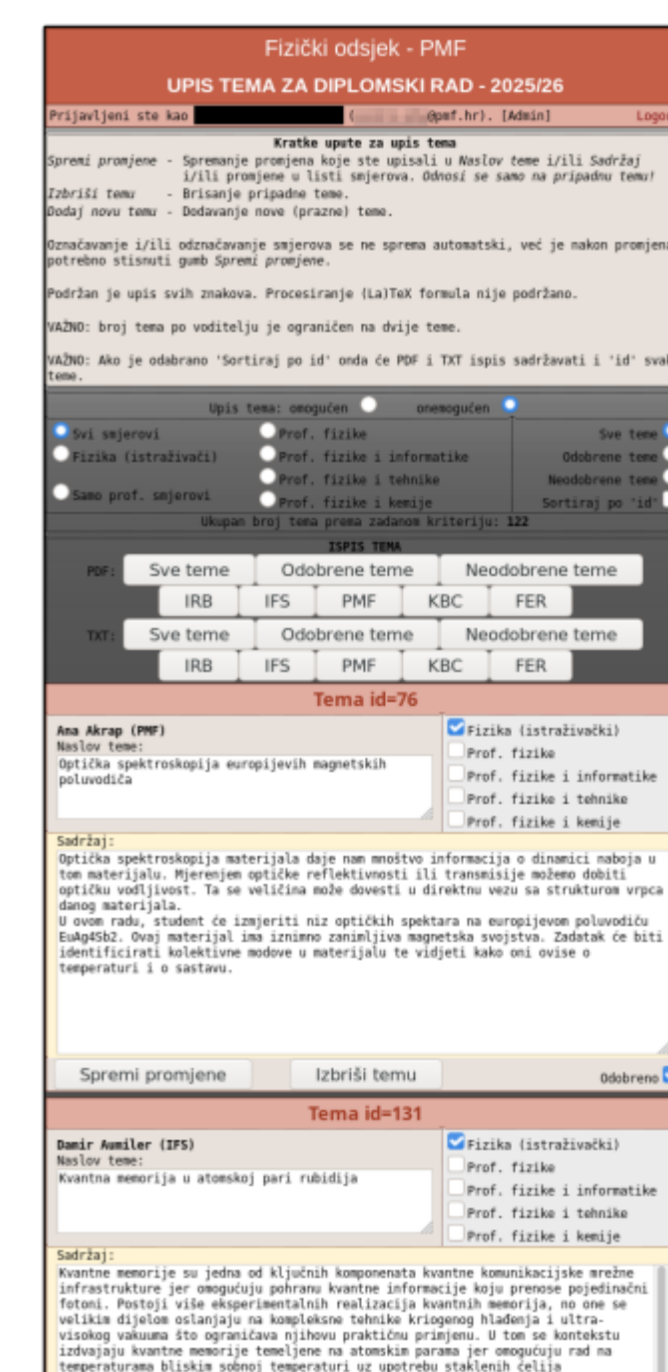 Fizički odsjek - PMF
UPIS TEMA ZA DIPLOMSKI RAD - 2025/26
Prijavljeni ste kao ( @pmf.hr). [Admin] Logo
Kratke upute za upis tema
Spremi promjene - Spremanje promjena koje ste upisali u Naslov teme i/ili Sadržaj
i/ili promjene u listi smjerova. Odnosi se samo na pripadnu temu!
Izbriši temu - Brisanje pripadne teme.
Dodaj novu temu - Dodavanje nove (prazne) teme.
Označavanje i/ili odznačavanje smjerova se ne sprema automatski, već je nakon promjena
potrebno stisnuti gumb Spremi promjene.
Podržan je upis svih znakova. Procesiranje (La)TeX formula nije podržano.
VAŽNO: broj tema po voditelju je ograničen na dvije teme.
VAŽNO: Ako je odabrano 'Sortiraj po id' onda će PDF i TXT ispis sadržavati i 'id' sva
teme.
Upis tema: omogućen onemogućen
Svi smjerovi Prof. fizike Sve teme
Fizika (istraživači) Prof. fizike i informatike Odobrene teme
Prof. fizike i tehnike Neodobrene teme
Samo prof. smjerovi Prof. fizike i kemije Sortiraj po 'id'
Ukupan broj tema prema zadanom kriteriju: 122
ISPIS TEMA
PDF: Sve teme Odobrene teme Neodobrene teme
IRB IFS PMF KBC FER
TXT: Sve teme Odobrene teme Neodobrene teme
IRB IFS PMF KBC FER
Tema id=76
Ana Akrap (PMF) Fizika (istraživački)
Naslov teme: Prof. fizike
Optička spektroskopija europijevih magnetskih
poluvodiča Prof. fizike i informatike
Prof. fizike i tehnike
Prof. fizike i kemije
Sadržaj:
Optička spektroskopija materijala daje nam mnoštvo informacija o dinamici naboja u
tom materijalu. Mjerenjem optičke reflektivnosti ili transmisije možemo dobiti
optičku vodljivost. Ta se veličina može dovesti u direktnu vezu sa strukturom vrpca
danog materijala.
U ovom radu, student će izmjeriti niz optičkih spektara na europijevom poluvodiču
EuAg4Sb2. Ovaj materijal ima iznimno zanimljiva magnetska svojstva. Zadatak će biti
identificirati kolektivne modove u materijalu te vidjeti kako oni ovise o
temperaturi i o sastavu.
Spremi promjene Izbriši temu Odobreno
Tema id=131
Damir Aumiler (IFS) Fizika (istraživački)
Naslov teme: Prof. fizike
Kvantna memorija u atomskoj pari rubidija
Prof. fizike i informatike
Prof. fizike i tehnike
Prof. fizike i kemije
Sadržaj:
Kvantne memorije su jedna od ključnih komponenata kvantne komunikacijske mrežne
infrastrukture jer omogućuju pohranu kvantne informacije koju prenose pojedinačni
fotoni. Postoji više eksperimentalnih realizacija kvantnih memorija, no one se
velikim dijelom oslanjaju na kompleksne tehnike kriogenog hlađenja i ultra-
visokog vakuuma što ograničava njihovu praktičnu primjenu. U tom se kontekstu
izdvajaju kvantne memorije temeljene na atomskim parama jer omogućuju rad na
temperaturama bliskim sobnoj temperaturi uz upotrebu staklenih ćelija